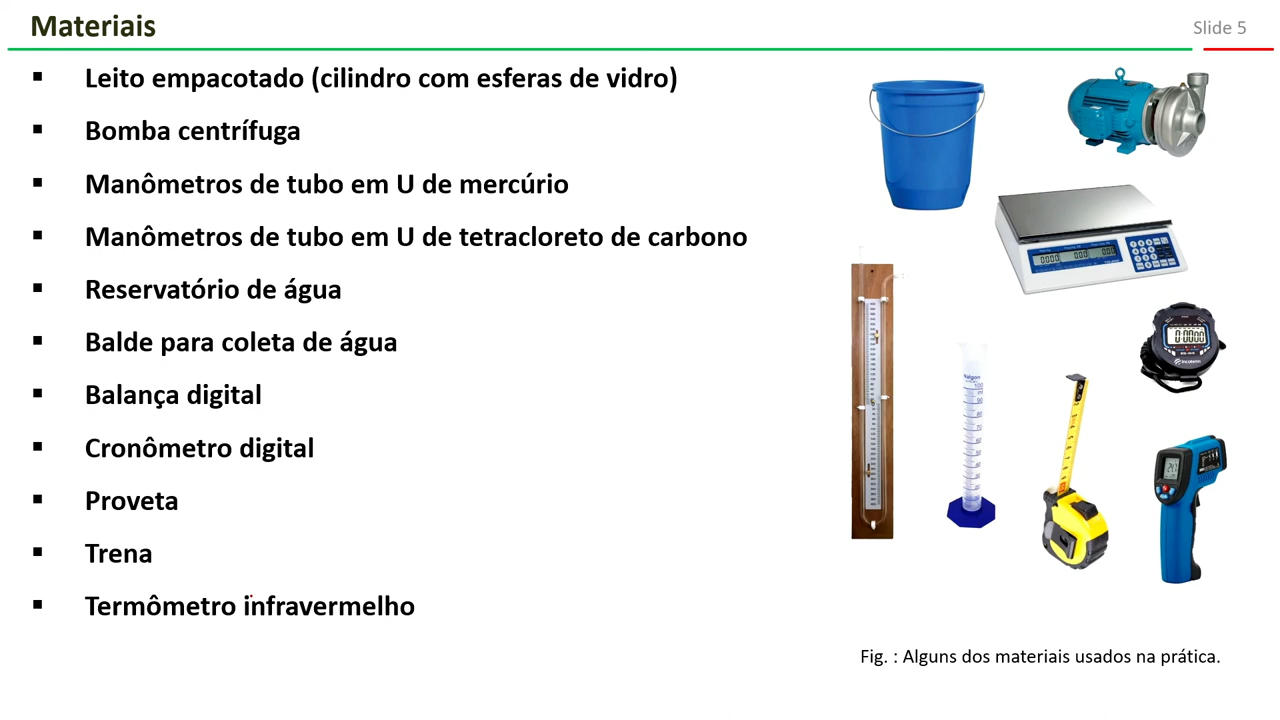 Materiais
Slide 5
▪ Leito empacotado (cilindro com esferas de vidro)
▪ Bomba centrífuga
▪ Manômetros de tubo em U de mercúrio
▪ Manômetros de tubo em U de tetracloreto de carbono
▪ Reservatório de água
▪ Balde para coleta de água
▪ Balança digital
▪ Cronômetro digital
▪ Proveta
▪ Trena
▪ Termômetro infravermelho
Fig. : Alguns dos materiais usados na prática.